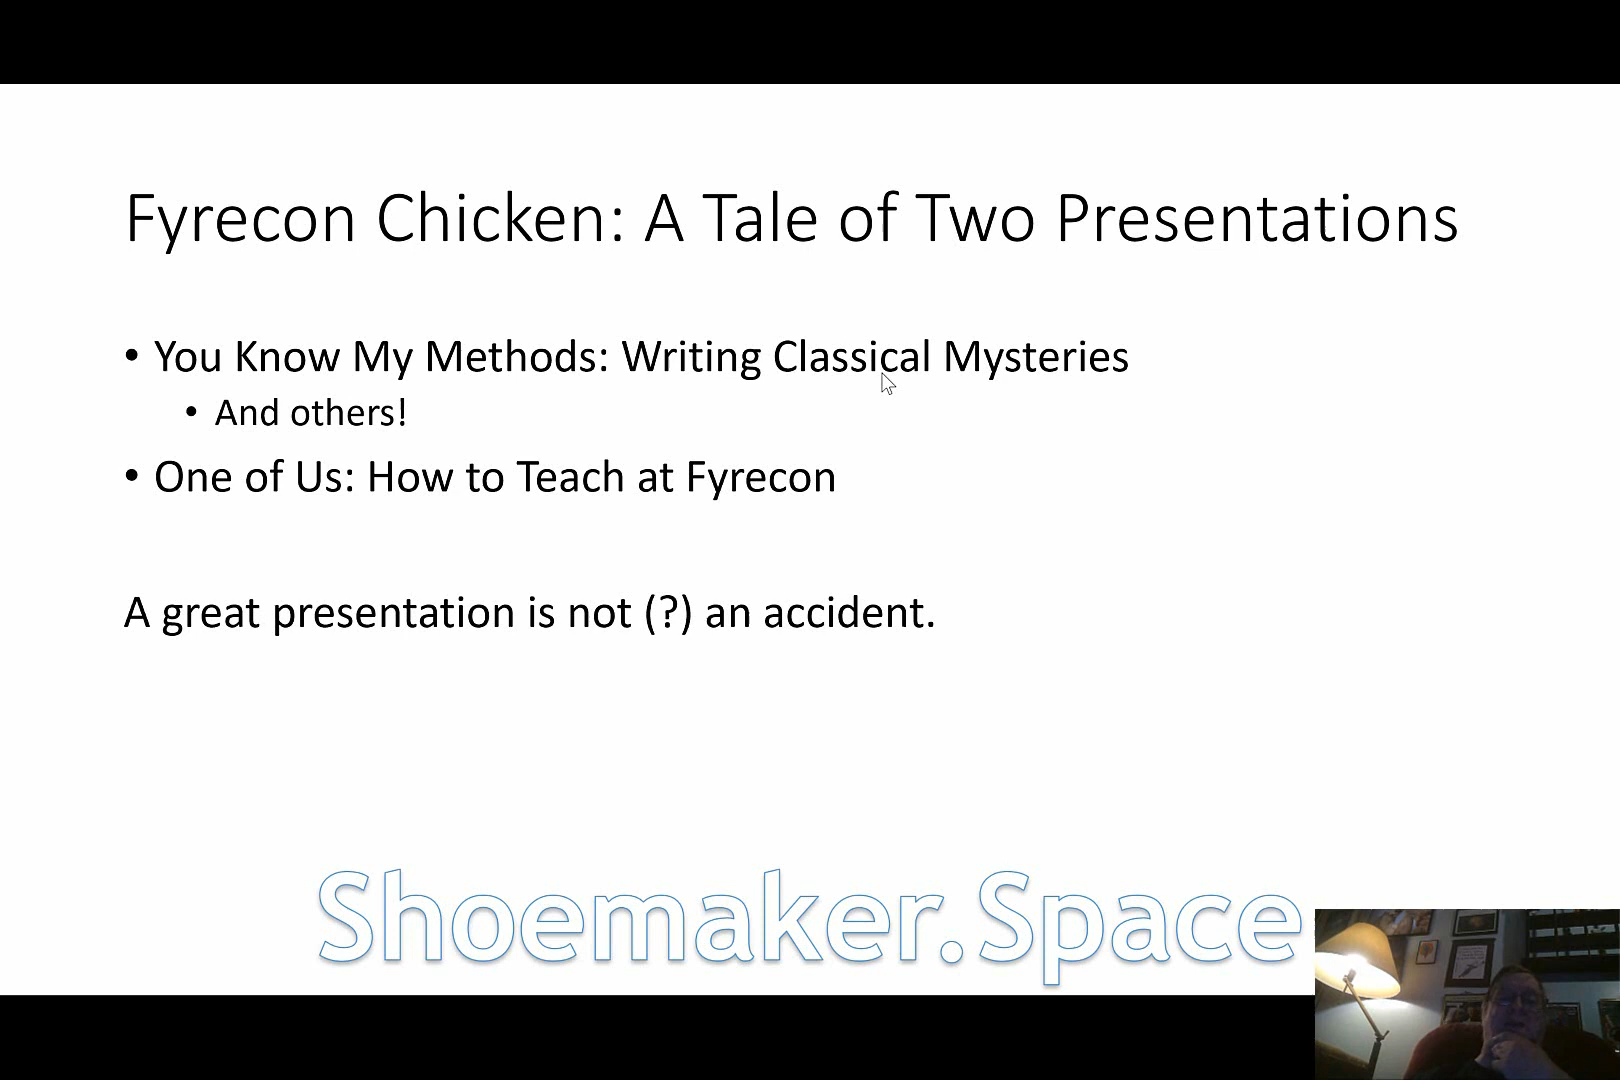 Fyrecon Chicken: A Tale of Two Presentations
• You Know My Methods: Writing Classical Mysteries
• And others!
• One of Us: How to Teach at Fyrecon
A great presentation is not (?) an accident.
Shoemaker.Space